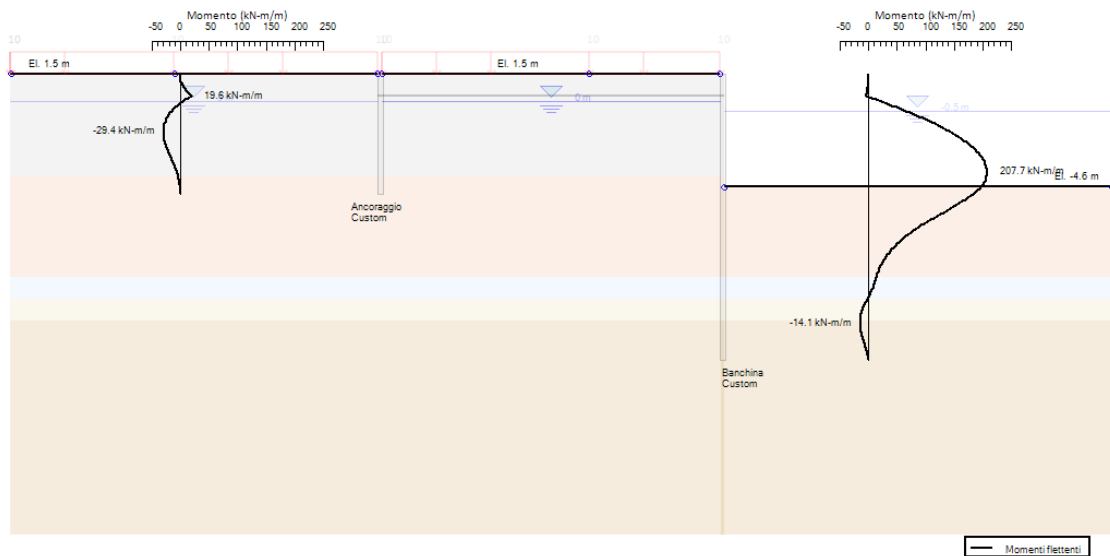 Momento (kN-m/m)
-50 0 50 100 150 200 250
Momento (kN-m/m)
-50 0 50 100 150 200 250
10
10
10
10
10
10
El. 1.5 m
El. 1.5 m
19.6 kN-m/m
0 m
-0.5 m
-29.4 kN-m/m
207.7 kN-m/m
El. -4.6 m
Ancoraggio
Custom
-14.1 kN-m/m
Banchina
Custom
Momenti flettenti